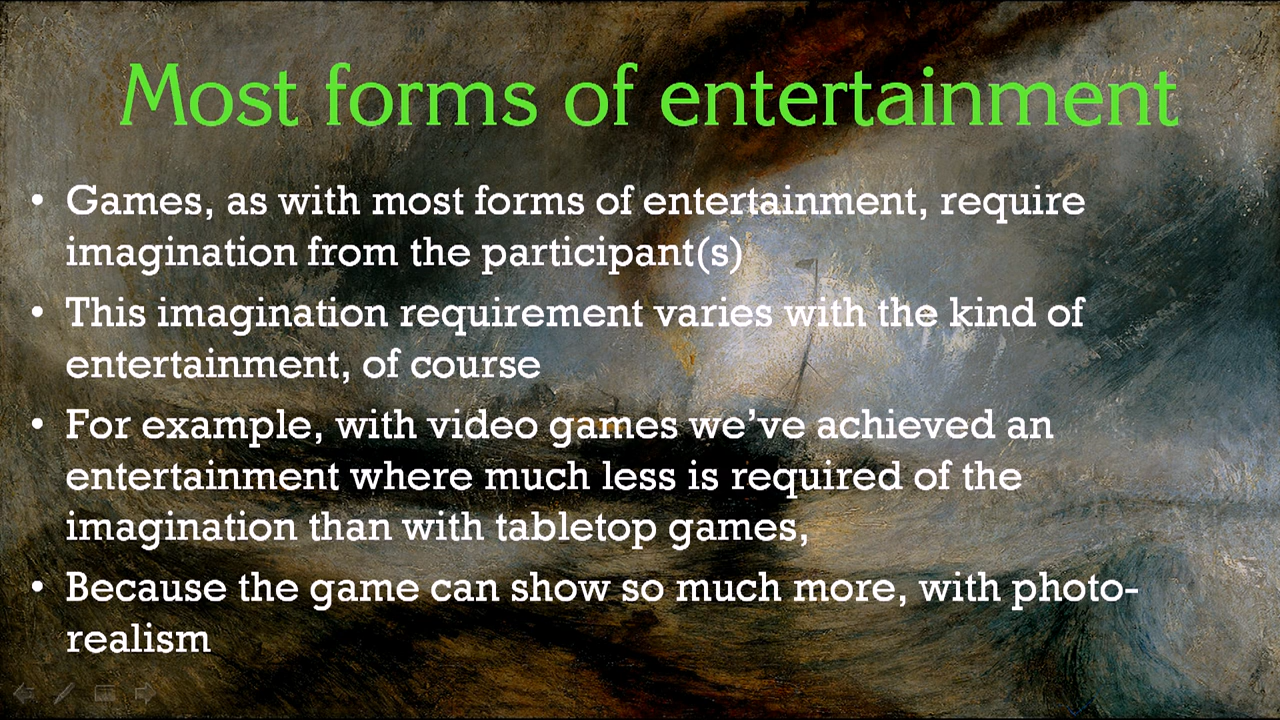 Most forms of entertainment
• Games, as with most forms of entertainment, require
imagination from the participant(s)
• This imagination requirement varies with the kind of
entertainment, of course
• For example, with video games we’ve achieved an
entertainment where much less is required of the
imagination than with tabletop games,
• Because the game can show so much more, with photo-
realism